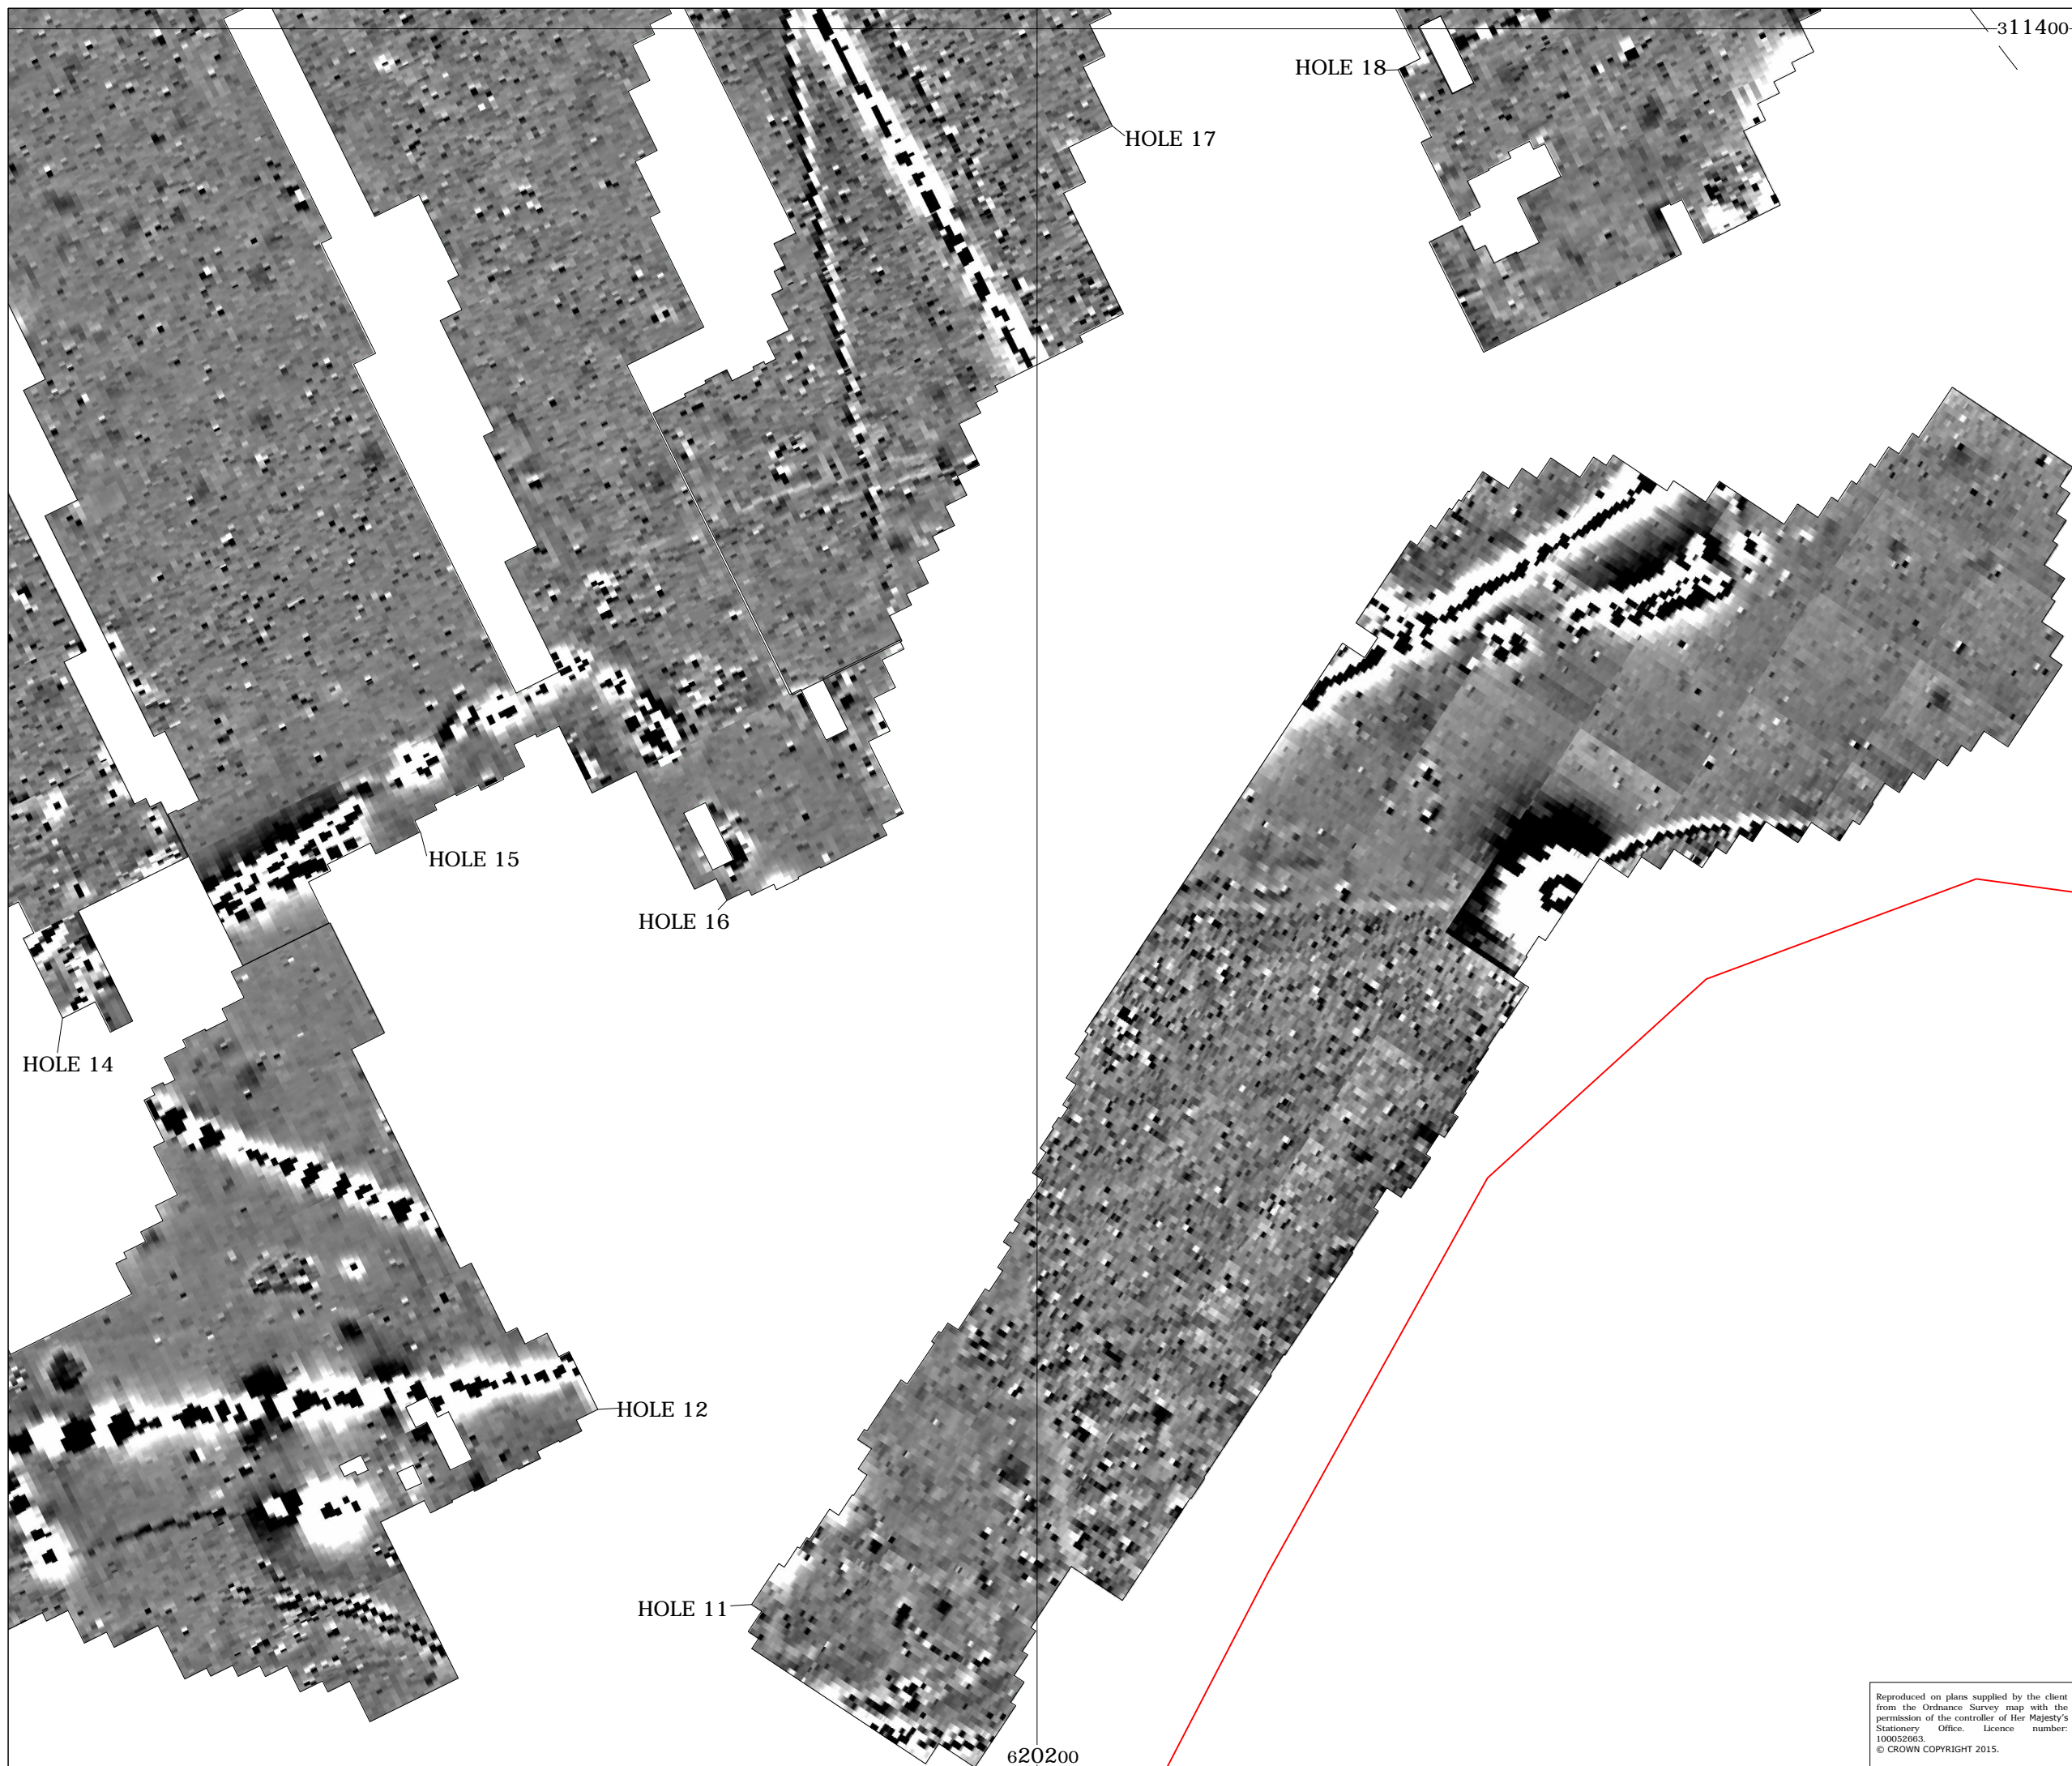 311400
HOLE 18
HOLE 17
HOLE 15
HOLE 16
HOLE 14
HOLE 12
HOLE 11
620200
Reproduced on plans supplied by the client
from the Ordnance Survey map with the
permission of the controller of Her Majesty's
Stationery Office. Licence number:
100052663.
© CROWN COPYRIGHT 2015.